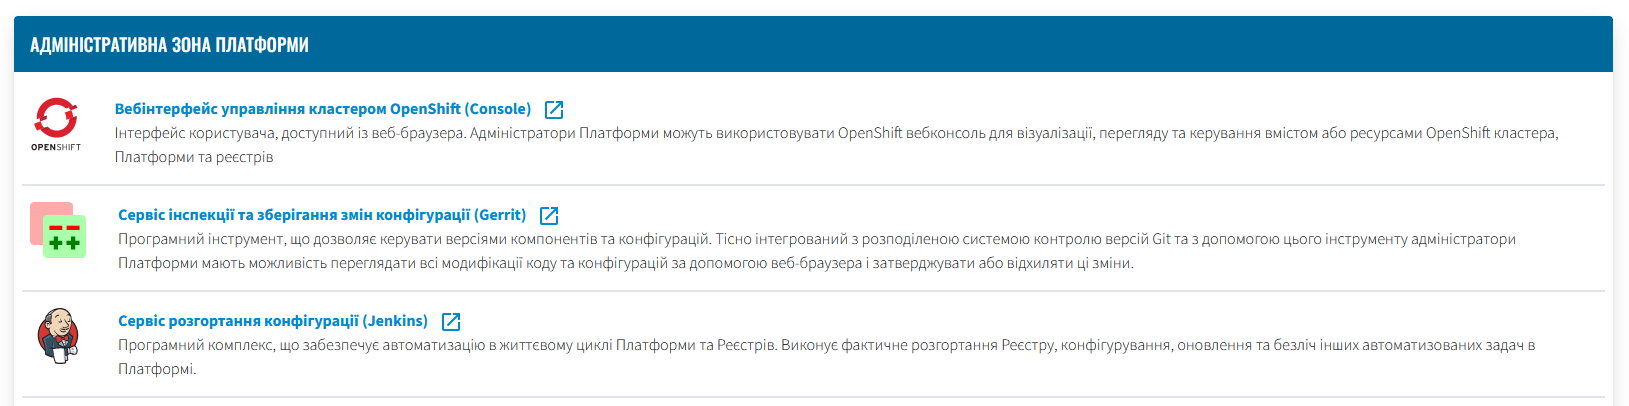 АДМІНІСТРАТИВНА ЗОНА ПЛАТФОРМИ
Вебінтерфейс управління кластером OpenShift (Console)
Інтерфейс користувача, доступний із веб-браузера. Адміністратори Платформи можуть використовувати OpenShift вебконсоль для візуалізації, перегляду та керування вмістом або ресурсами OpenShift кластера,
Платформи та реєстрів
OPENSHIFT
Сервіс інспекції та зберігання змін конфігурації (Gerrit)
Програмний інструмент, що дозволяє керувати версіями компонентів та конфігурацій. Тісно інтегрований з розподіленою системою контролю версій Git та з допомогою цього інструменту адміністратори
Платформи мають можливість переглядати всі модифікації коду та конфігурацій за допомогою веб-браузера і затверджувати або відхиляти ці зміни.
Сервіс розгортання конфігурації (Jenkins)
Програмний комплекс, що забезпечує автоматизацію в життєвому циклі Платформи та Реєстрів. Виконує фактичне розгортання Реєстру, конфігурування, оновлення та безліч інших автоматизованих задач в
Платформі.